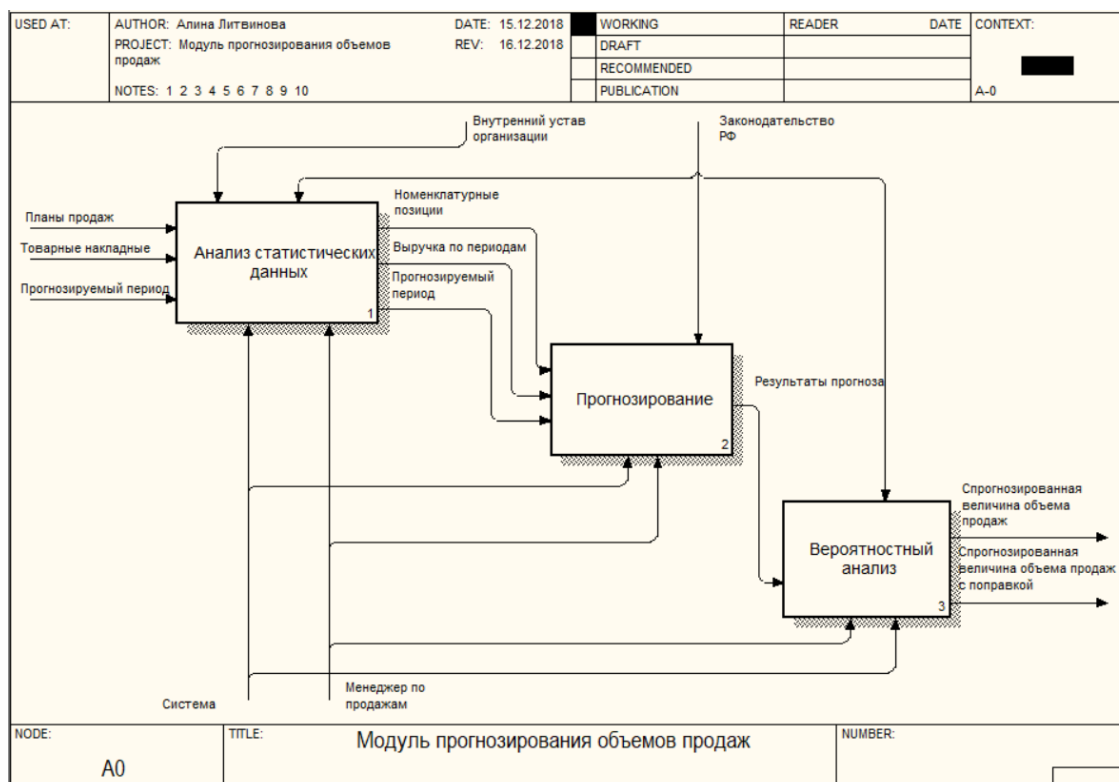 USED AT:
AUTHOR: Алина Литвинова
DATE: 15.12.2018
PROJECT: Модуль прогнозирования объемов
продаж
REV: 16.12.2018
NOTES: 1 2 3 4 5 6 7 8 9 10
WORKING
DRAFT
RECOMMENDED
PUBLICATION
READER
DATE
CONTEXT:
A-0
Внутренний устав
организации
Законодательство
РФ
Планы продаж
Товарные накладные
Прогнозируемый период
Анализ статистических
данных
1
Номенклатурные
позиции
Выручка по периодам
Прогнозируемый
период
Прогнозирование
2
Результаты прогноза
Вероятностный
анализ
3
Спрогнозированная
величина объема
продаж
Спрогнозированная
величина объема продаж
с поправкой
Система
Менеджер по
продажам
NODE:
A0
TITLE:
Модуль прогнозирования объемов продаж
NUMBER: